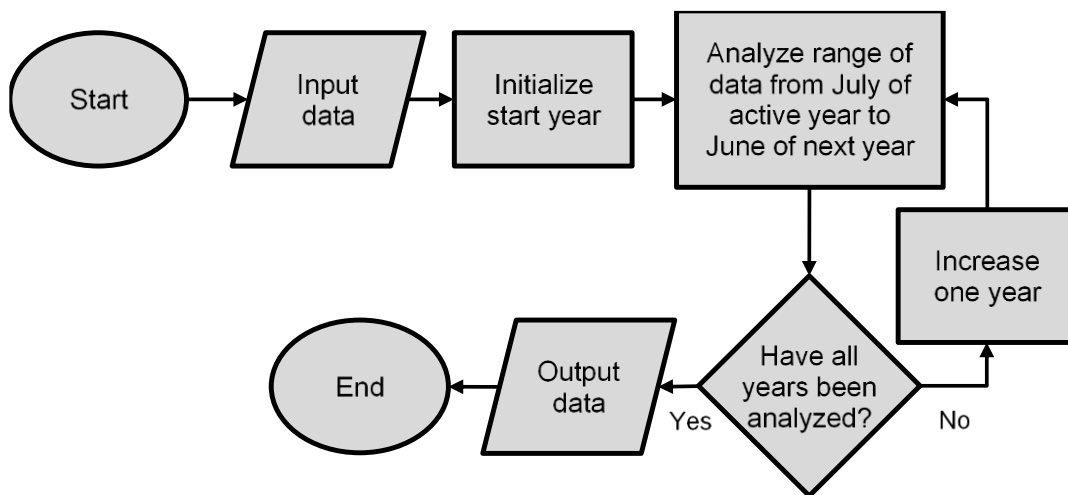 Start
Input
data
Initialize
start year
Analyze range of
data from July of
active year to
June of next year
Increase
one year
Have all
years been
analyzed?
Yes
No
Output
data
End